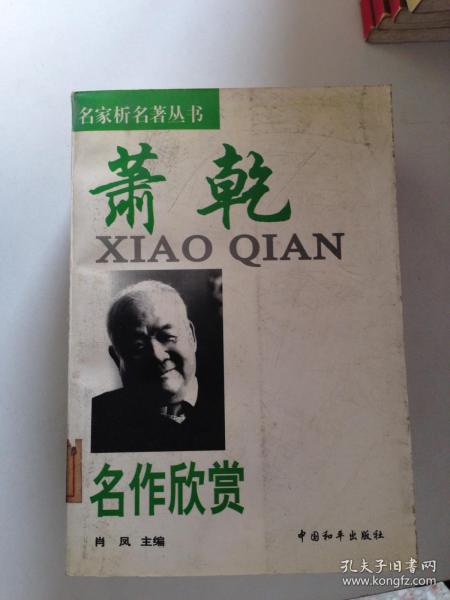 名家析名著丛书
萧乾
XIAO QIAN
名作欣赏
肖凤 主编
中国和平出版社
孔夫子旧书网
www.kongfz.com